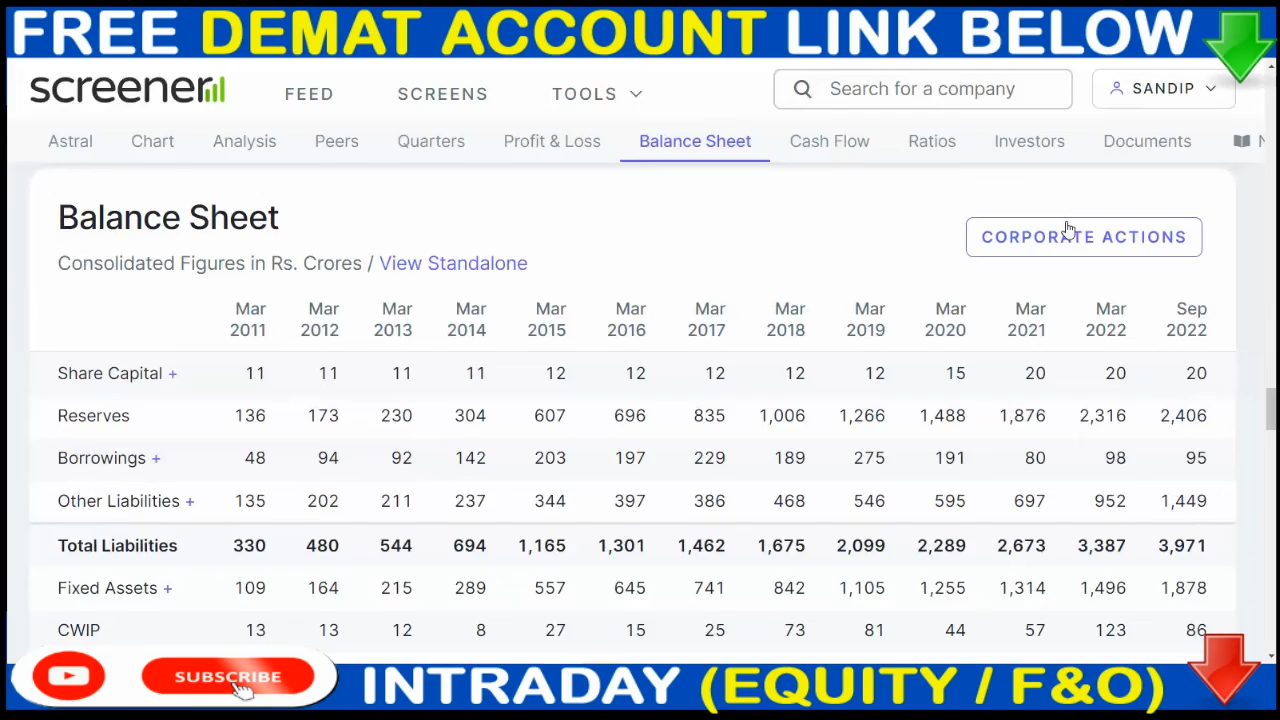 FREE DEMAT ACCOUNT LINK BELOW
screener FEED SCREENS TOOLS Search for a company SANDIP
Astral Chart Analysis Peers Quarters Profit & Loss Balance Sheet Cash Flow Ratios Investors Documents N
Balance Sheet
CORPORATE ACTIONS
Consolidated Figures in Rs. Crores / View Standalone
Mar Mar Mar Mar Mar Mar Mar Mar Mar Mar Mar Mar Sep
2011 2012 2013 2014 2015 2016 2017 2018 2019 2020 2021 2022 2022
Share Capital + 11 11 11 11 12 12 12 12 12 15 20 20 20
Reserves 136 173 230 304 607 696 835 1,006 1,266 1,488 1,876 2,316 2,406
Borrowings + 48 94 92 142 203 197 229 189 275 191 80 98 95
Other Liabilities + 135 202 211 237 344 397 386 468 546 595 697 952 1,449
Total Liabilities 330 480 544 694 1,165 1,301 1,462 1,675 2,099 2,289 2,673 3,387 3,971
Fixed Assets + 109 164 215 289 557 645 741 842 1,105 1,255 1,314 1,496 1,878
CWIP 13 13 12 8 27 15 25 73 81 44 57 123 86
SUBSCRIBE
INTRADAY (EQUITY / F&O)